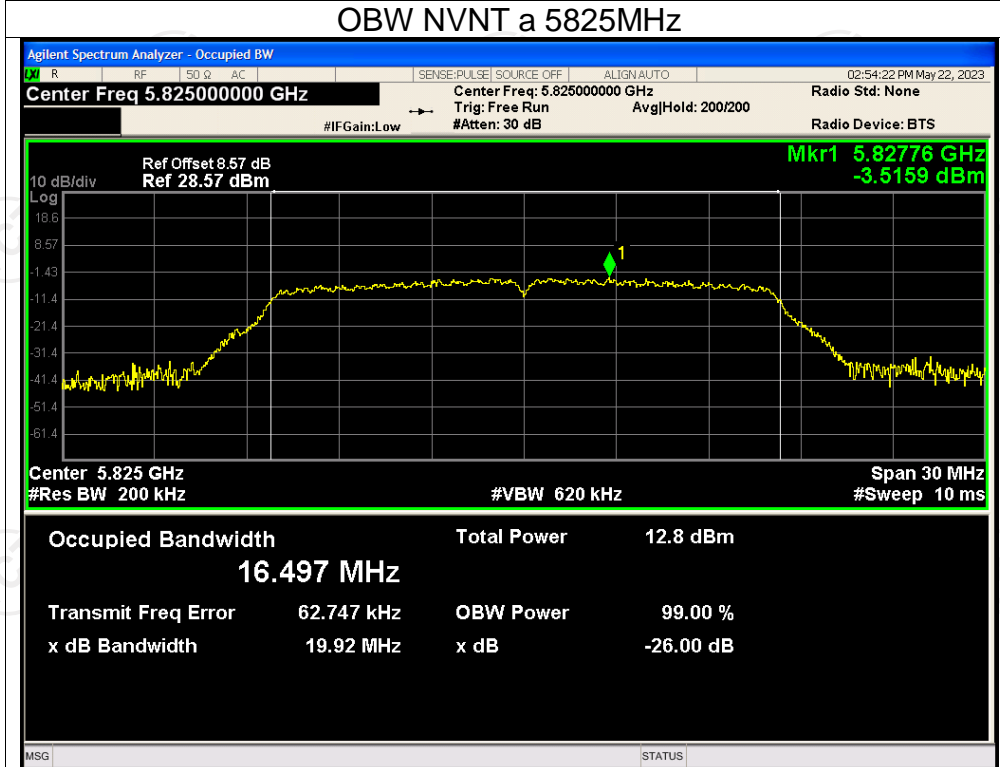 OBW NVNT a 5825MHz
Agilent Spectrum Analyzer - Occupied BW
LXI R RF 50 Ω AC SENSE:PULSE SOURCE OFF ALIGN AUTO 02:54:22 PM May 22, 2023
Center Freq 5.825000000 GHz Center Freq: 5.825000000 GHz Radio Std: None
Trig: Free Run Avg|Hold: 200/200
#IFGain:Low #Atten: 30 dB Radio Device: BTS
Mkr1 5.82776 GHz
Ref Offset 8.57 dB
10 dB/div Ref 28.57 dBm -3.5159 dBm
Log
18.6
8.57
1
-1.43
-11.4
-21.4
-31.4
-41.4
-51.4
-61.4
Center 5.825 GHz Span 30 MHz
#Res BW 200 kHz #VBW 620 kHz #Sweep 10 ms
Occupied Bandwidth Total Power 12.8 dBm
16.497 MHz
Transmit Freq Error 62.747 kHz OBW Power 99.00 %
x dB Bandwidth 19.92 MHz x dB -26.00 dB
MSG STATUS